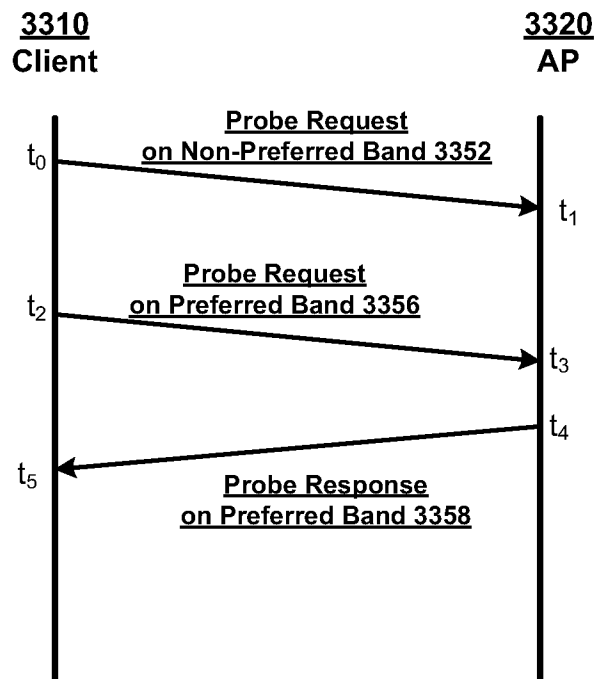 3310
Client
3320
AP
Probe Request
on Non-Preferred Band 3352
t0
t1
Probe Request
on Preferred Band 3356
t2
t3
t4
t5
Probe Response
on Preferred Band 3358